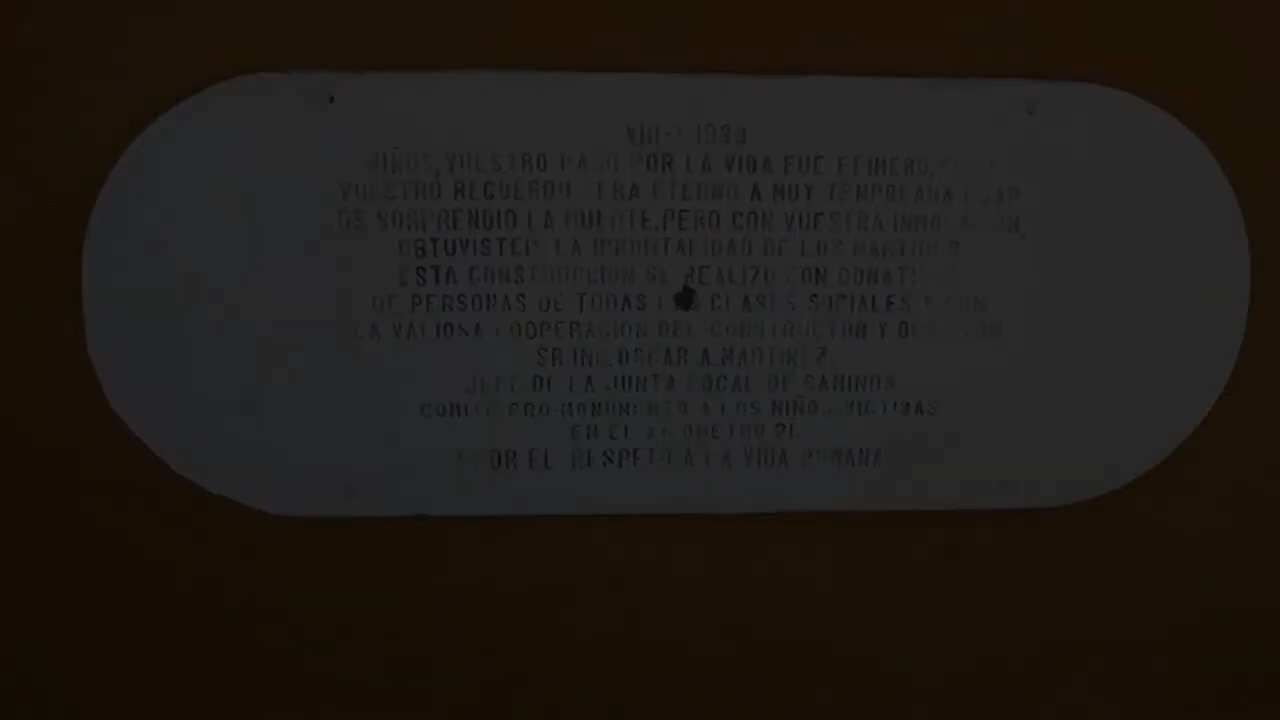 NIÑOS, VUESTRO PASO POR LA VIDA FUE EFIMERO,
VUESTRO RECUERDO SERA ETERNO. A MUY TEMPREANA EDAD
OS SORPRENDIO LA MUERTE, PERO CON VUESTRA
OBTUVISTEIS LA INMORTALIDAD DE LOS MARTIRES
ESTA CONSTRUCCION SE REALIZO CON DONATIVOS
DE PERSONAS DE TODAS LAS CLASES SOCIALES Y CON
LA VALIOSA COOPERACION DEL CONSTRUCTOR Y
SR. ING. OSCAR A. MARTINEZ.
JEFE DE LA JUNTA LOCAL DE CAMINOS
COMITE PRO-MONUMENTO A LOS NIÑOS VICTIMAS
EN EL KILOMETRO
POR EL RESPETO A LA VIDA HUMANA